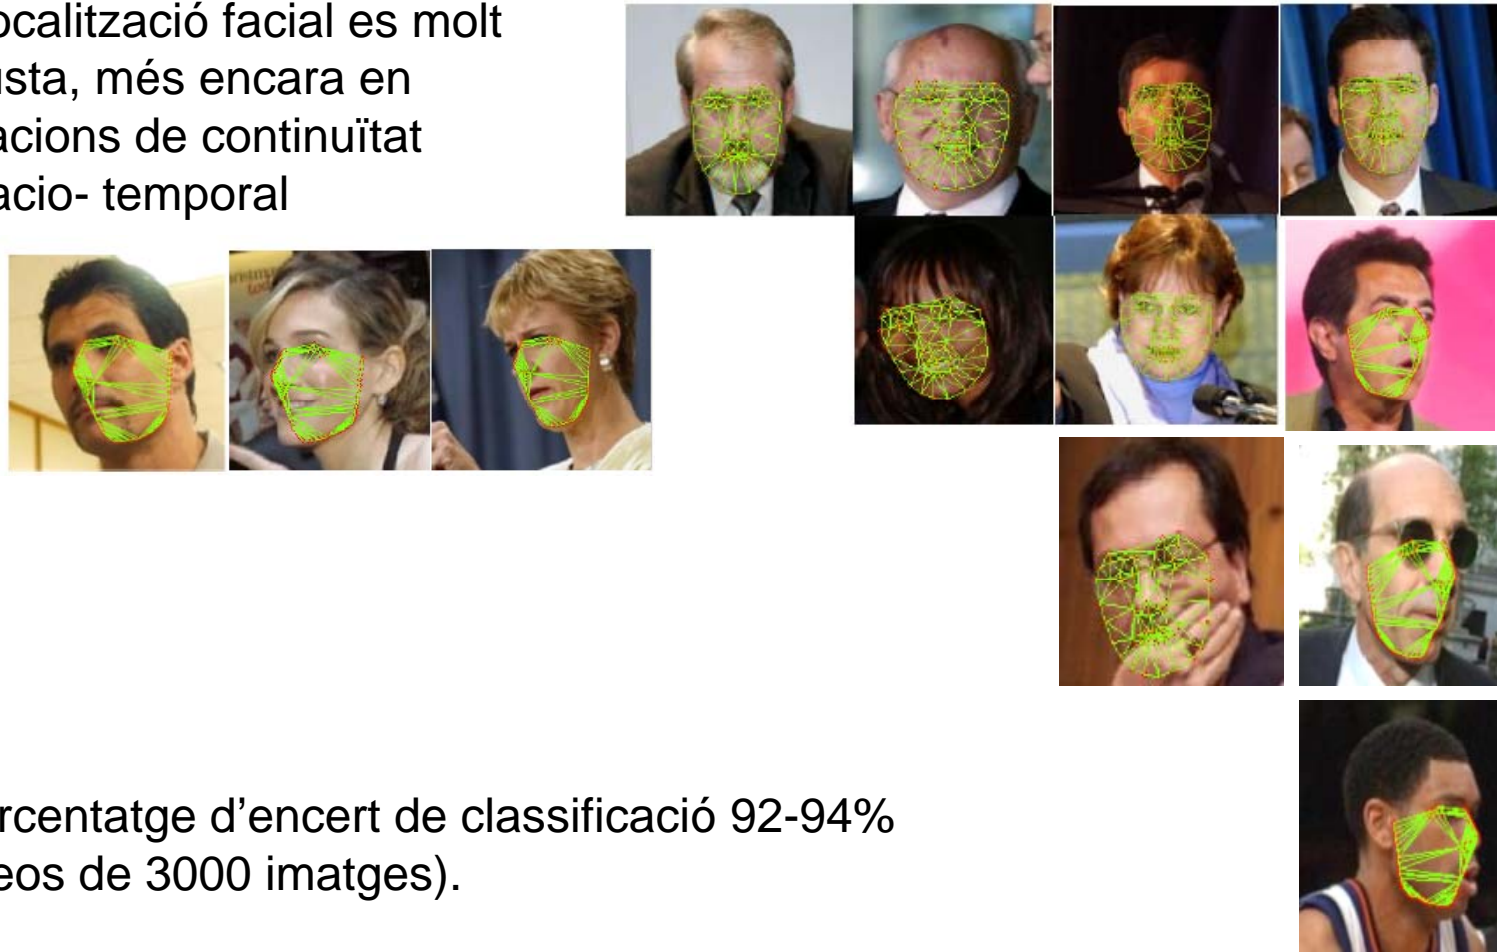 ocalització facial es molt
usta, més encara en
acions de continuïtat
acio- temporal
rcentatge d'encert de classificació 92-94%
eos de 3000 imatges).